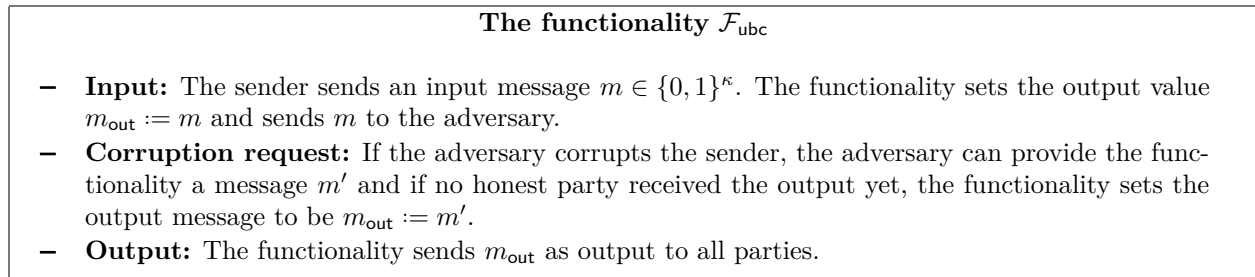 The functionality 𝓕ubc
– Input: The sender sends an input message m ∈ {0, 1}^κ. The functionality sets the output value
m_out := m and sends m to the adversary.
– Corruption request: If the adversary corrupts the sender, the adversary can provide the func-
tionality a message m′ and if no honest party received the output yet, the functionality sets the
output message to be m_out := m′.
– Output: The functionality sends m_out as output to all parties.